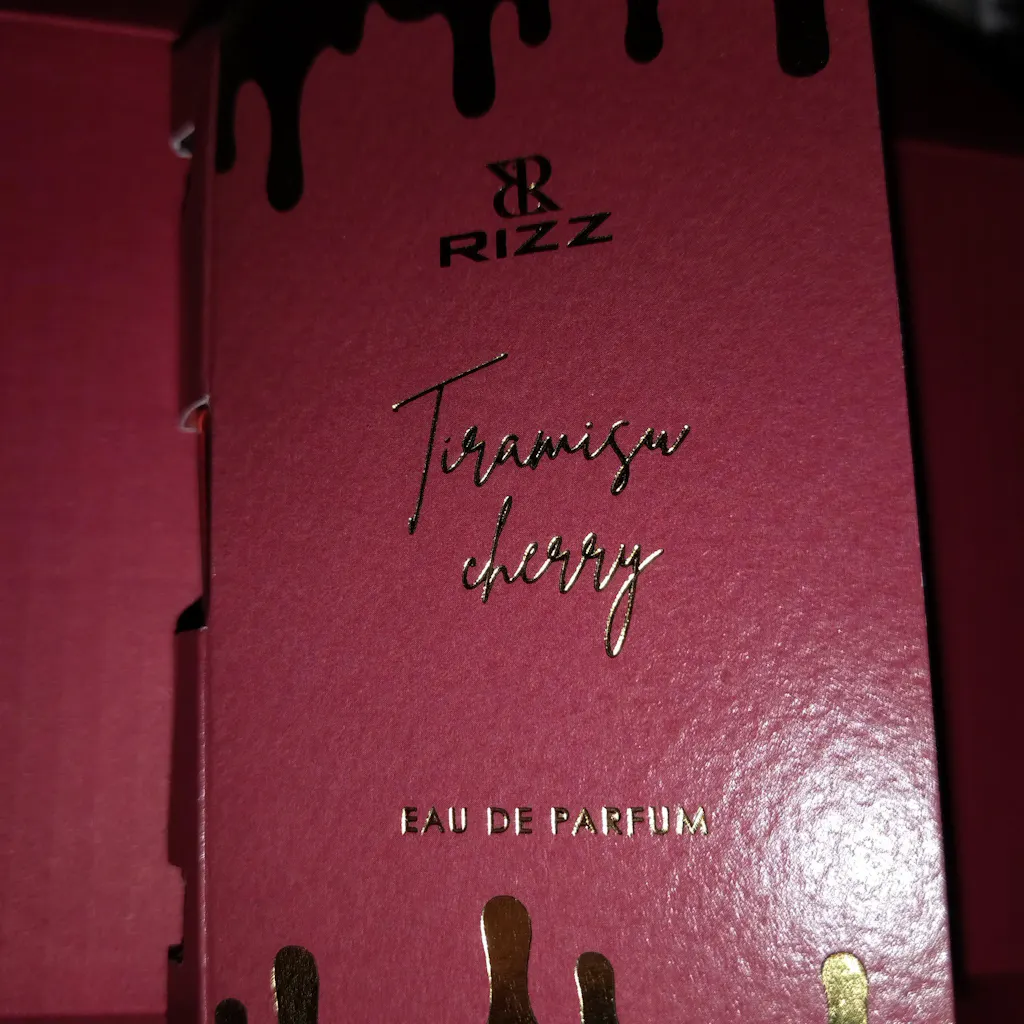 RIZZ
Tiramisu
cherry
EAU DE PARFUM